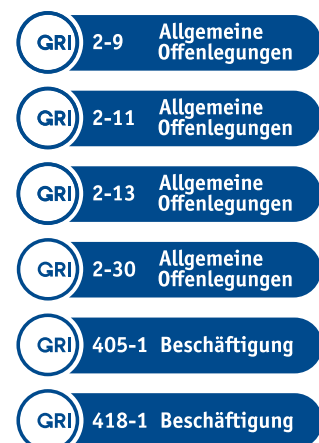 GRI 2-9 Allgemeine
Offenlegungen
GRI 2-11 Allgemeine
Offenlegungen
GRI 2-13 Allgemeine
Offenlegungen
GRI 2-30 Allgemeine
Offenlegungen
GRI 405-1 Beschäftigung
GRI 418-1 Beschäftigung